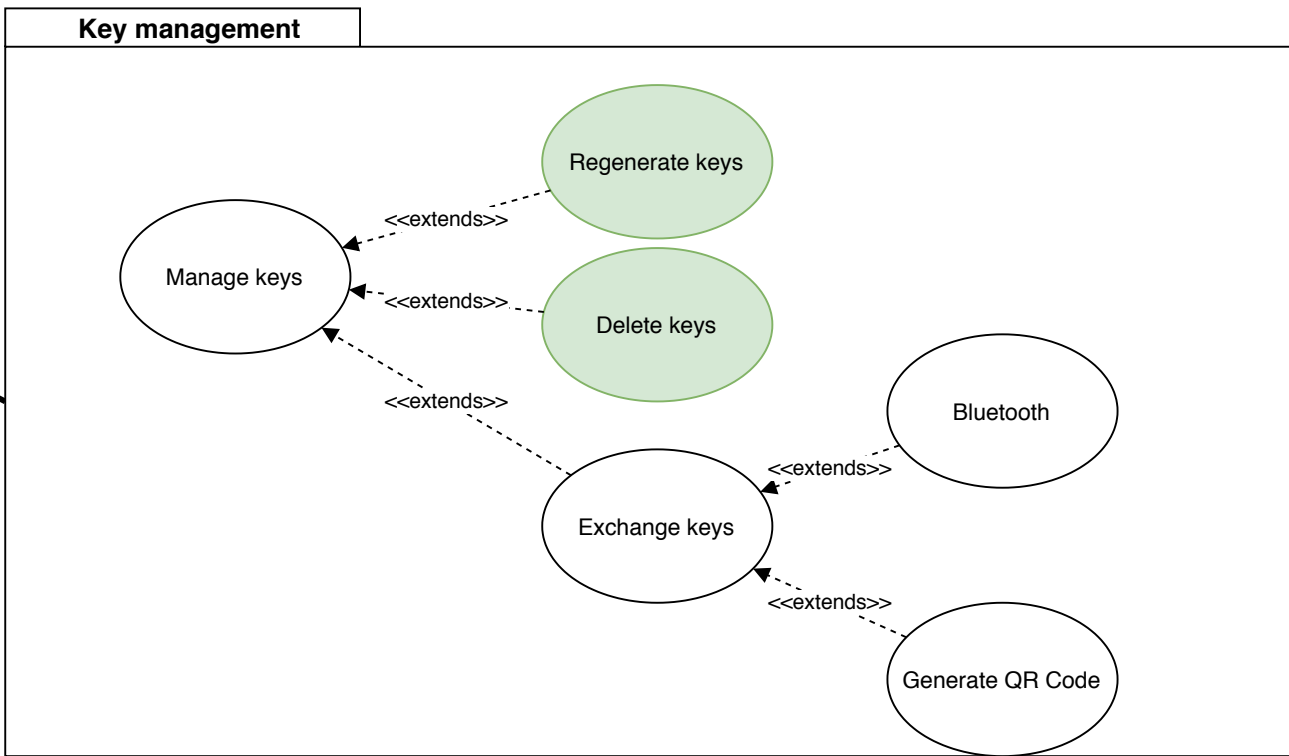 Key management
Regenerate keys
<<extends>>
Manage keys
<<extends>>
Delete keys
<<extends>>
Bluetooth
<<extends>>
Exchange keys
<<extends>>
Generate QR Code